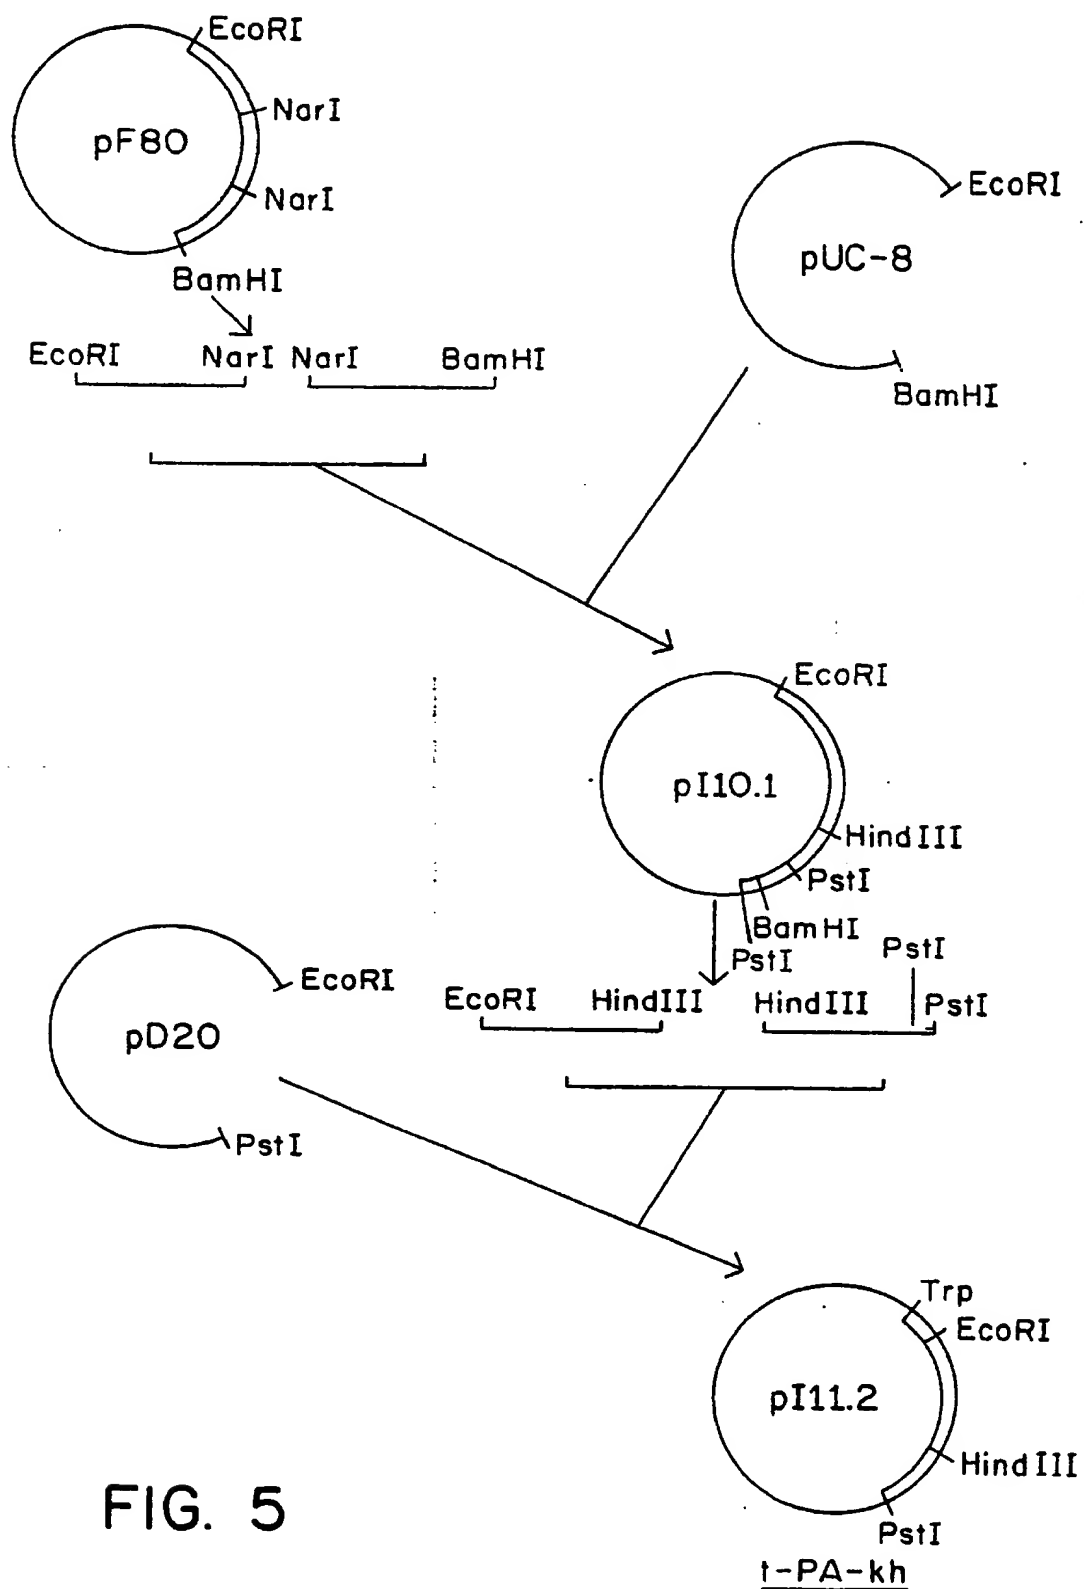 EcoRI
NarI
pF80
NarI
BamHI
EcoRI
pUC-8
BamHI
EcoRI NarI NarI BamHI
EcoRI
pI10.1
HindIII
PstI
BamHI
PstI
EcoRI HindIII HindIII PstI PstI
EcoRI
pD20
PstI
Trp
EcoRI
pI11.2
HindIII
PstI
t-PA-kh
FIG. 5